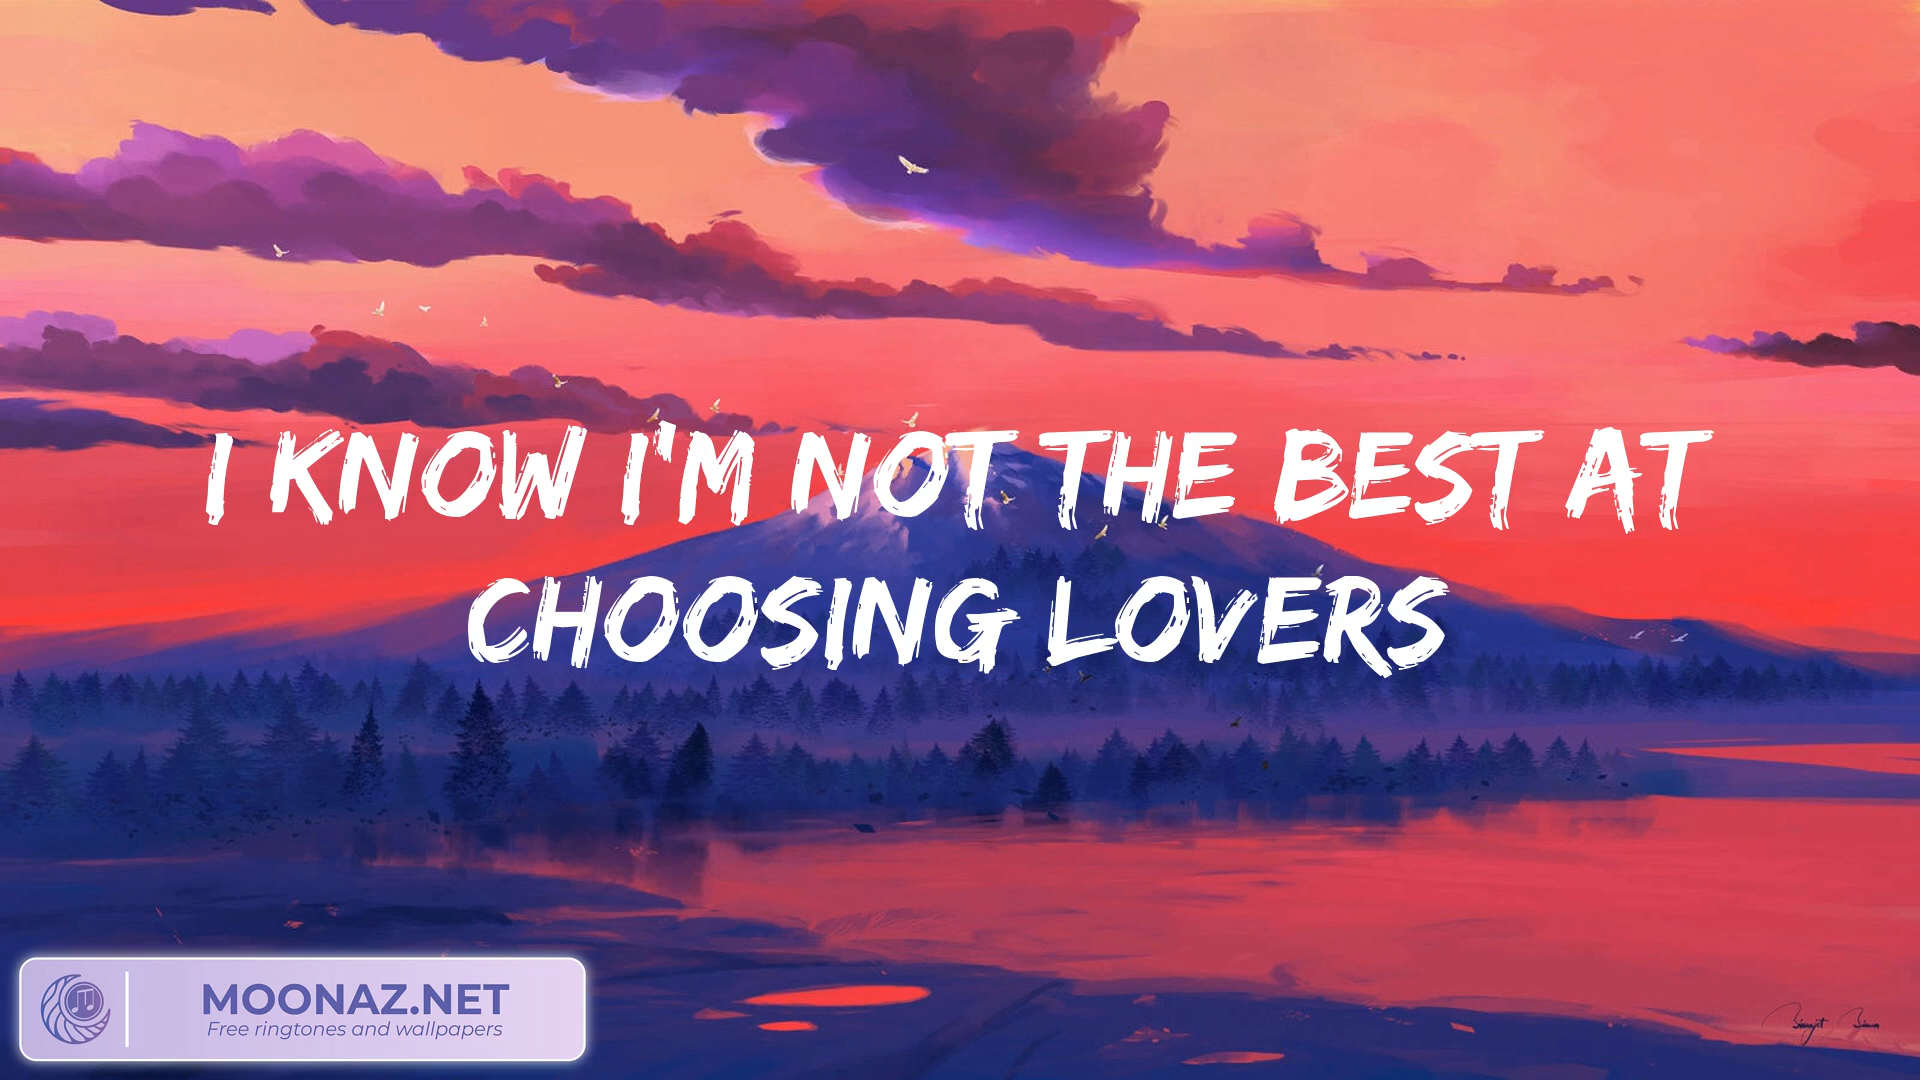 I KNOW I'M NOT THE BEST AT
CHOOSING LOVERS
MOONAZ.NET
Free ringtones and wallpapers